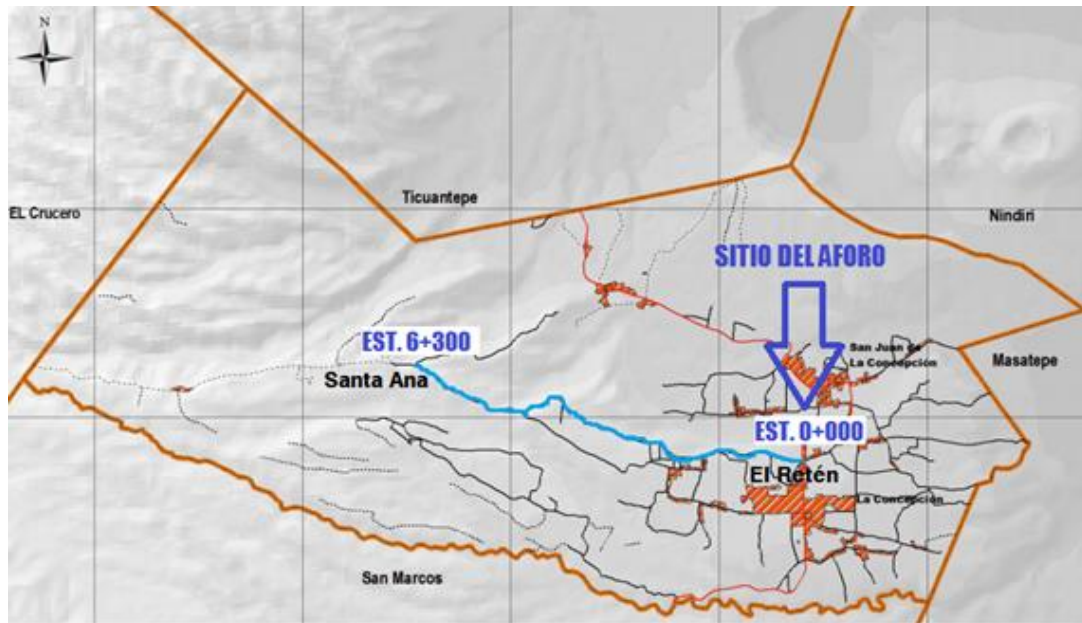 N
Ticuantepe
EL Crucero
Nindiri
SITIO DEL AFORO
EST. 6+300
San Juan de
La Concepción
Masatepe
Santa Ana
EST. 0+000
El Retén
La Concepción
San Marcos